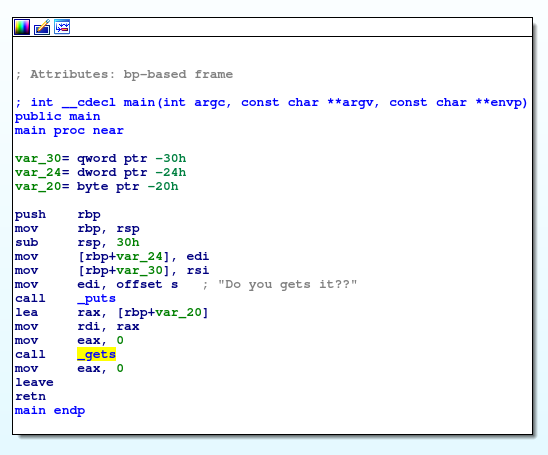 ; Attributes: bp-based frame
; int __cdecl main(int argc, const char **argv, const char **envp)
public main
main proc near
var_30= qword ptr -30h
var_24= dword ptr -24h
var_20= byte ptr -20h
push    rbp
mov     rbp, rsp
sub     rsp, 30h
mov     [rbp+var_24], edi
mov     [rbp+var_30], rsi
mov     edi, offset s   ; "Do you gets it??"
call    _puts
lea     rax, [rbp+var_20]
mov     rdi, rax
mov     eax, 0
call    _gets
mov     eax, 0
leave
retn
main endp